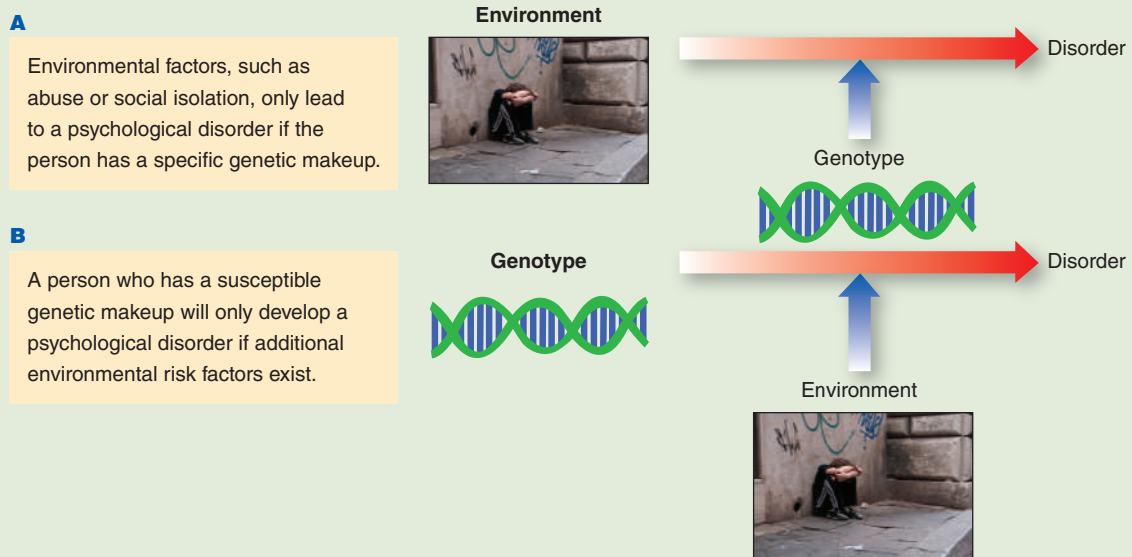 A
Environmental factors, such as
abuse or social isolation, only lead
to a psychological disorder if the
person has a specific genetic makeup.
Environment
Disorder
Genotype
B
A person who has a susceptible
genetic makeup will only develop a
psychological disorder if additional
environmental risk factors exist.
Genotype
Disorder
Environment